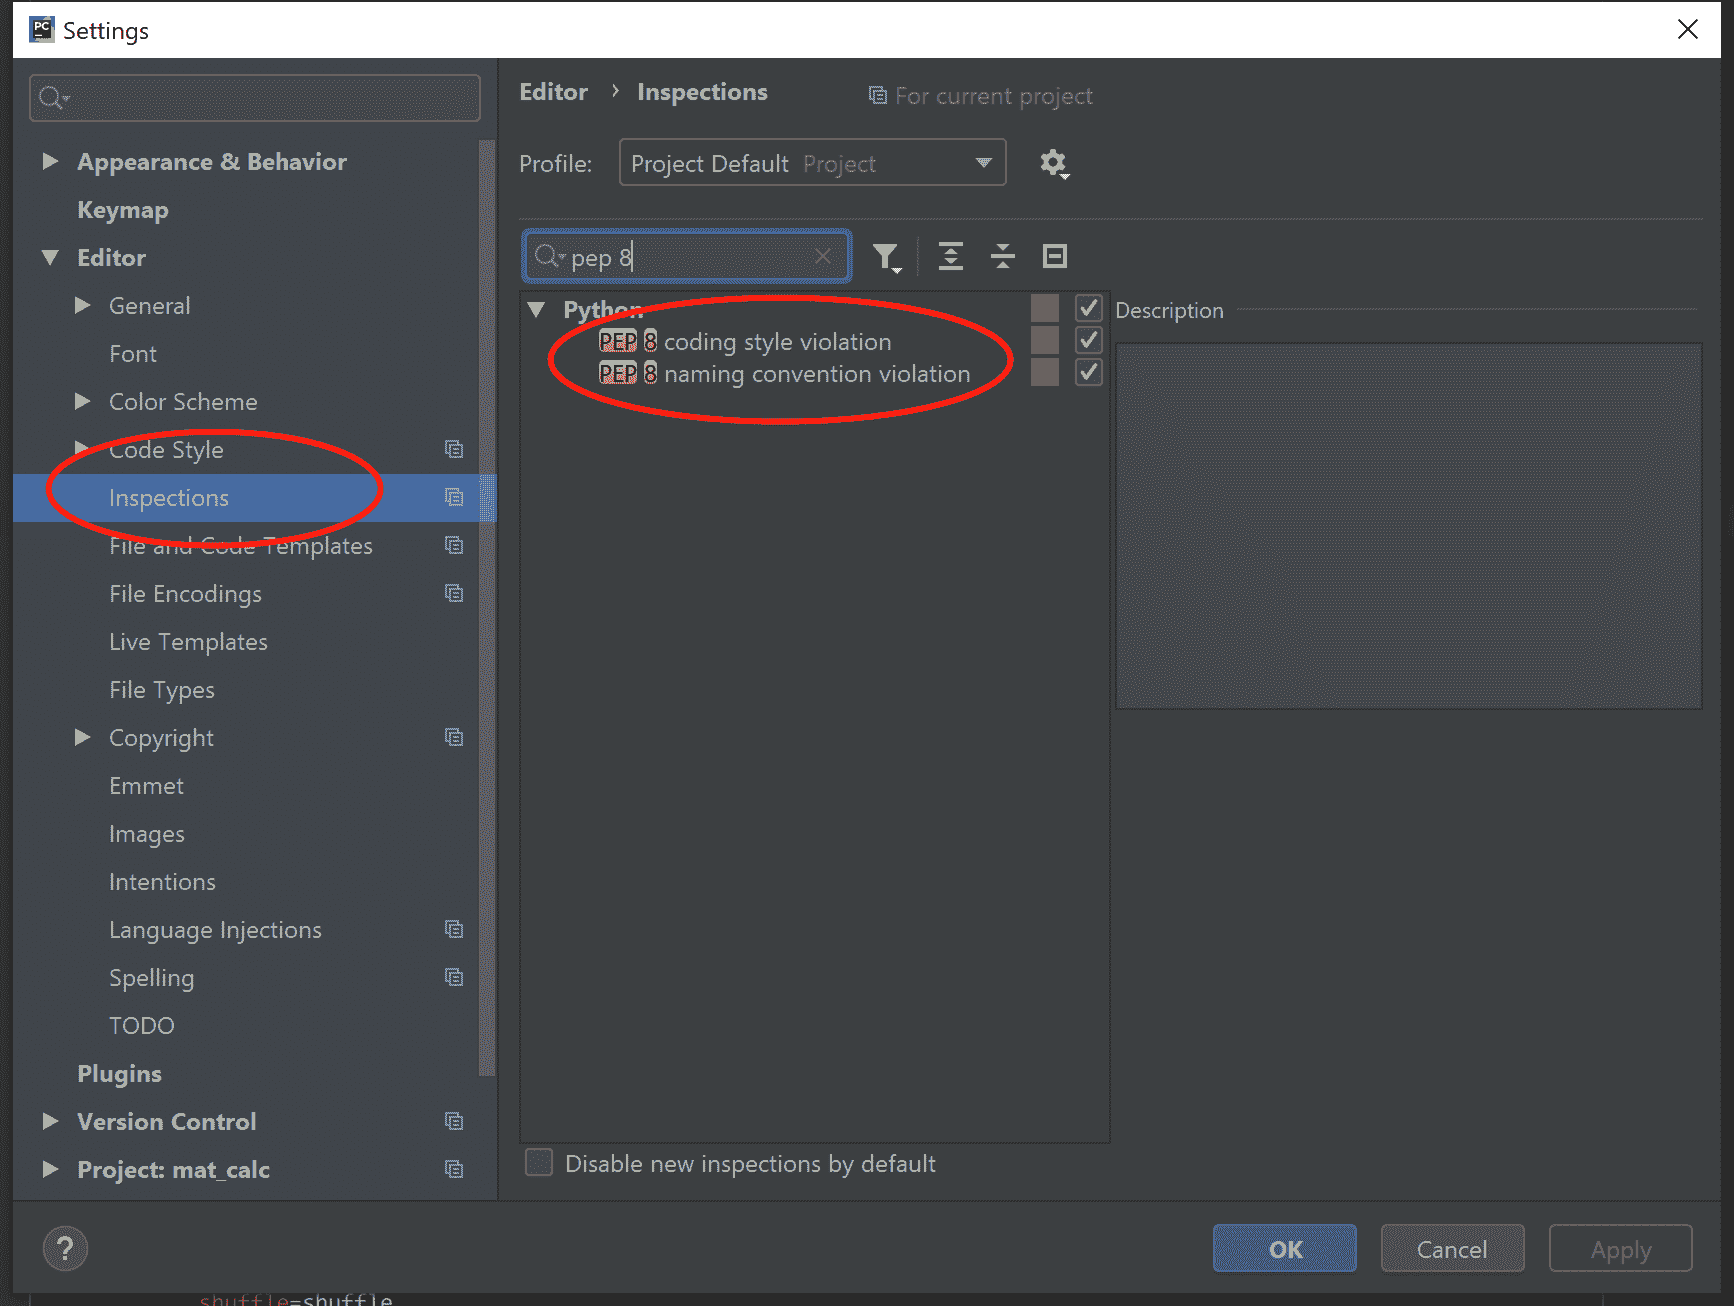 PC
Settings
Appearance & Behavior
Keymap
Editor
General
Font
Color Scheme
Code Style
Inspections
File and Code Templates
File Encodings
Live Templates
File Types
Copyright
Emmet
Images
Intentions
Language Injections
Spelling
TODO
Plugins
Version Control
Project: mat_calc
Editor › Inspections For current project
Profile: Project Default Project
pep 8
Python
PEP 8 coding style violation
PEP 8 naming convention violation
Description
Disable new inspections by default
? OK Cancel Apply
shuffle=shuffle